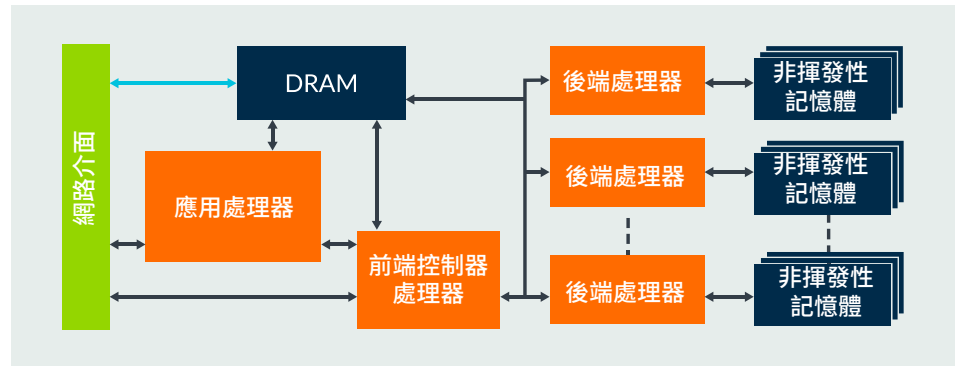 網路介面
DRAM
應用處理器
前端控制器
處理器
後端處理器
非揮發性
記憶體
後端處理器
非揮發性
記憶體
後端處理器
非揮發性
記憶體